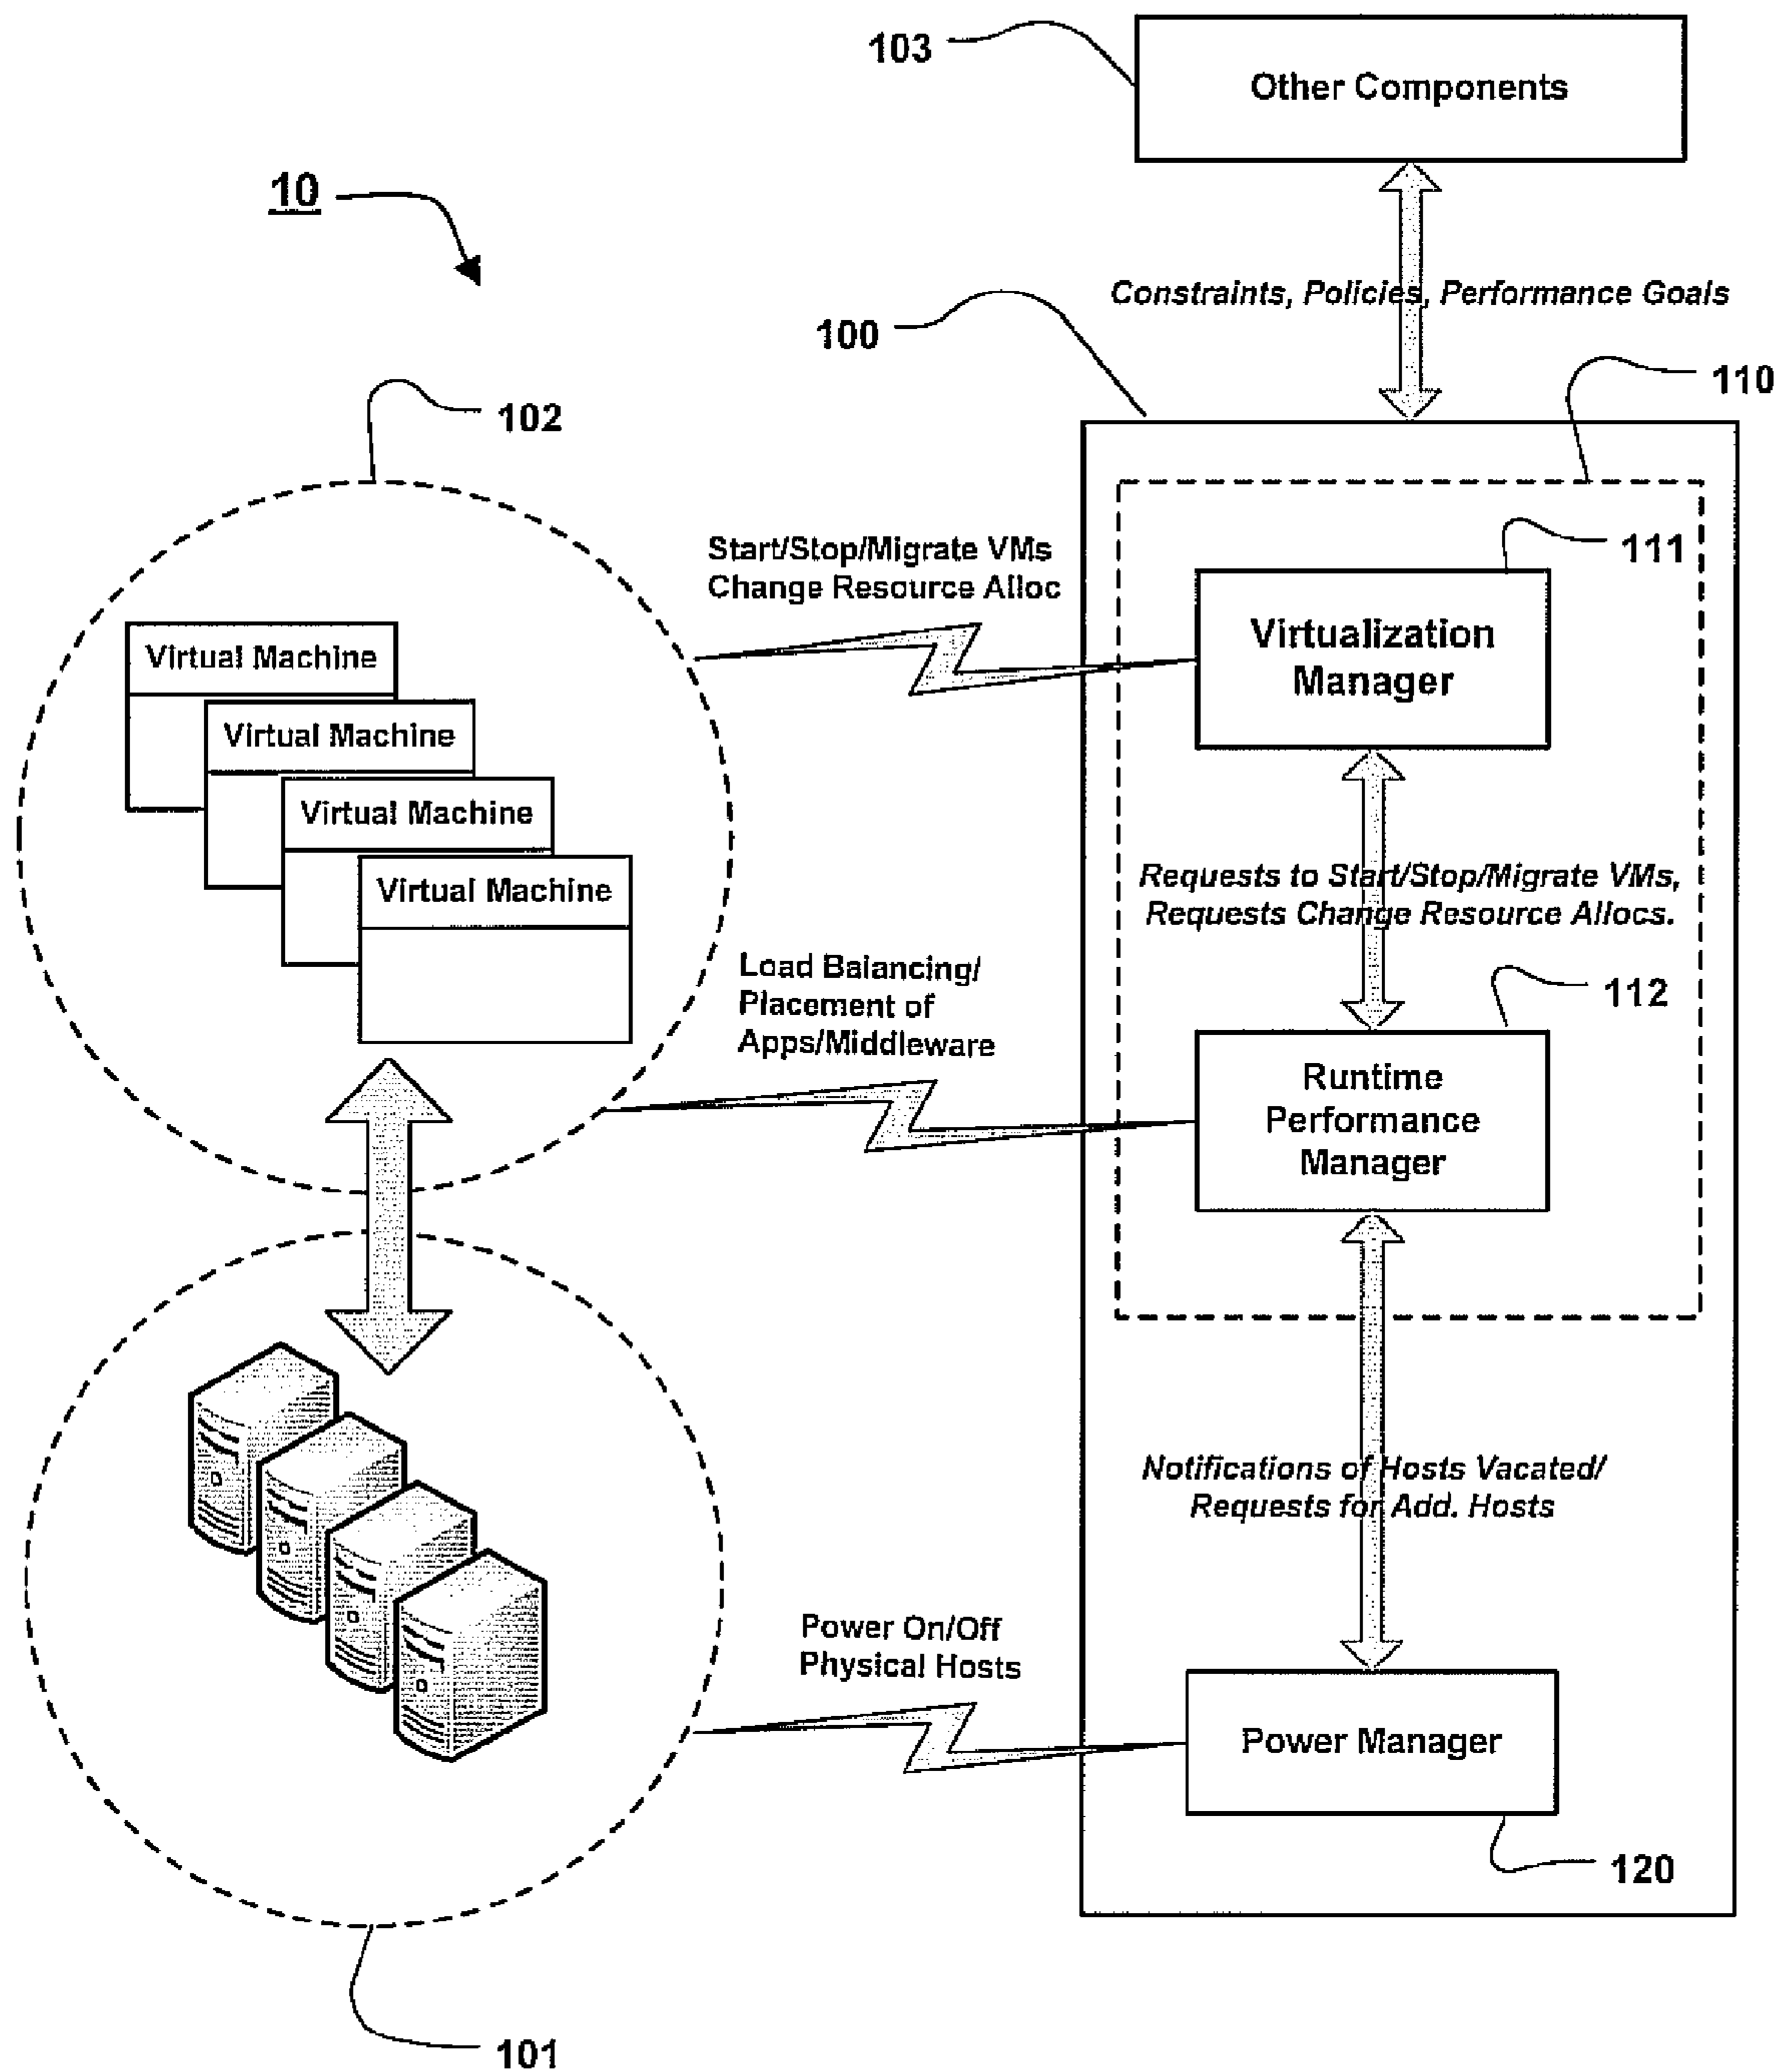 103
Other Components
10
Constraints, Policies, Performance Goals
100
110
102
Start/Stop/Migrate VMs
Change Resource Alloc
111
Virtualization
Manager
Virtual Machine
Virtual Machine
Virtual Machine
Virtual Machine
Requests to Start/Stop/Migrate VMs,
Requests Change Resource Allocs.
Load Balancing/
Placement of
Apps/Middleware
112
Runtime
Performance
Manager
Notifications of Hosts Vacated/
Requests for Add. Hosts
Power On/Off
Physical Hosts
Power Manager
120
101